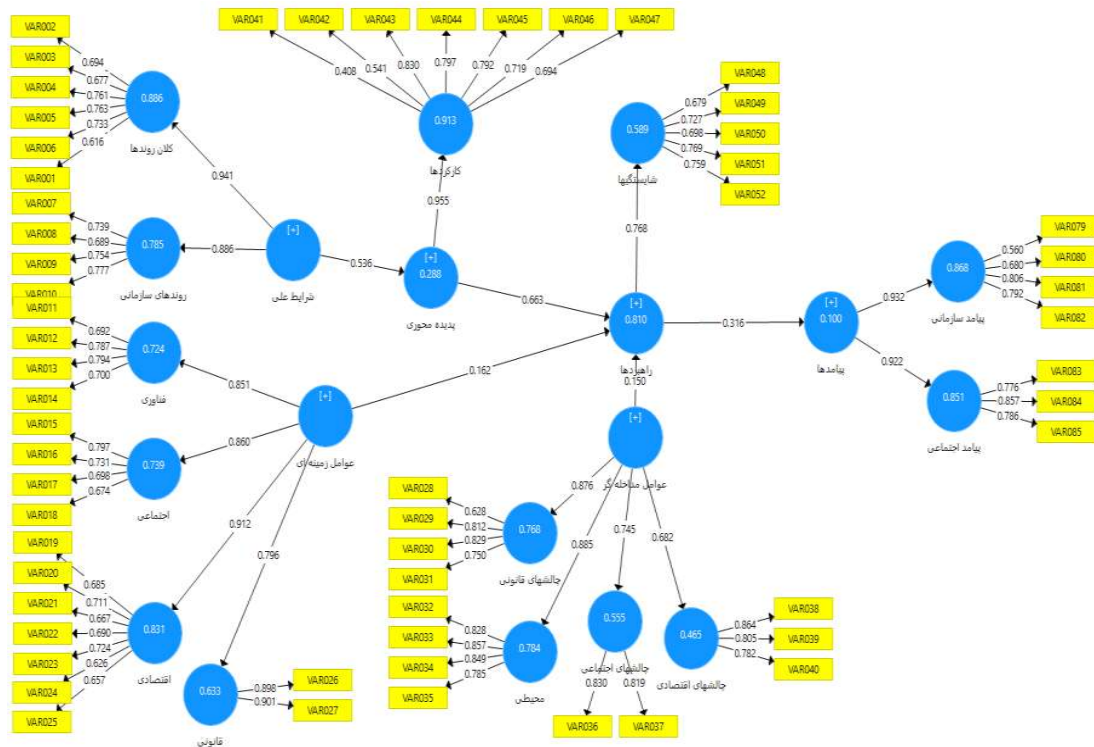 VAR041
VAR042
VAR043
VAR044
VAR045
VAR046
VAR047
0.408
0.541
0.830
0.797
0.792
0.719
0.694
0.913
کارکردها
VAR002
VAR003
VAR004
VAR005
VAR006
VAR001
0.694
0.677
0.761
0.763
0.733
0.616
0.886
کلان روندها
0.941
VAR007
VAR008
VAR009
VAR010
0.739
0.689
0.754
0.777
0.785
روندهای سازمانی
0.886
[+]
شرایط علی
0.536
0.955
[+]
0.288
پدیده محوری
0.663
VAR048
VAR049
VAR050
VAR051
VAR052
0.679
0.727
0.698
0.769
0.759
0.589
شایستگیها
0.768
[+]
0.810
راهبردها
0.316
[+]
0.100
پیامدها
0.932
0.922
VAR079
VAR080
VAR081
VAR082
0.560
0.680
0.806
0.792
0.868
پیامد سازمانی
VAR083
VAR084
VAR085
0.776
0.857
0.786
0.851
پیامد اجتماعی
VAR011
VAR012
VAR013
VAR014
0.692
0.787
0.794
0.700
0.724
فناوری
0.851
0.162
[+]
عوامل زمینه ای
VAR015
VAR016
VAR017
VAR018
0.797
0.731
0.698
0.674
0.739
اجتماعی
0.860
0.912
0.796
VAR019
VAR020
VAR021
VAR022
VAR023
VAR024
VAR025
0.685
0.711
0.667
0.690
0.724
0.626
0.657
0.831
اقتصادی
0.633
قانونی
0.898
0.901
VAR026
VAR027
0.150
[+]
عوامل مداخله گر
0.876
0.885
0.745
0.682
VAR028
VAR029
VAR030
VAR031
0.628
0.812
0.829
0.750
0.768
چالشهای قانونی
VAR032
VAR033
VAR034
VAR035
0.828
0.857
0.849
0.785
0.784
محیطی
0.555
چالشهای اجتماعی
0.830
0.819
VAR036
VAR037
0.465
چالشهای اقتصادی
0.864
0.805
0.782
VAR038
VAR039
VAR040